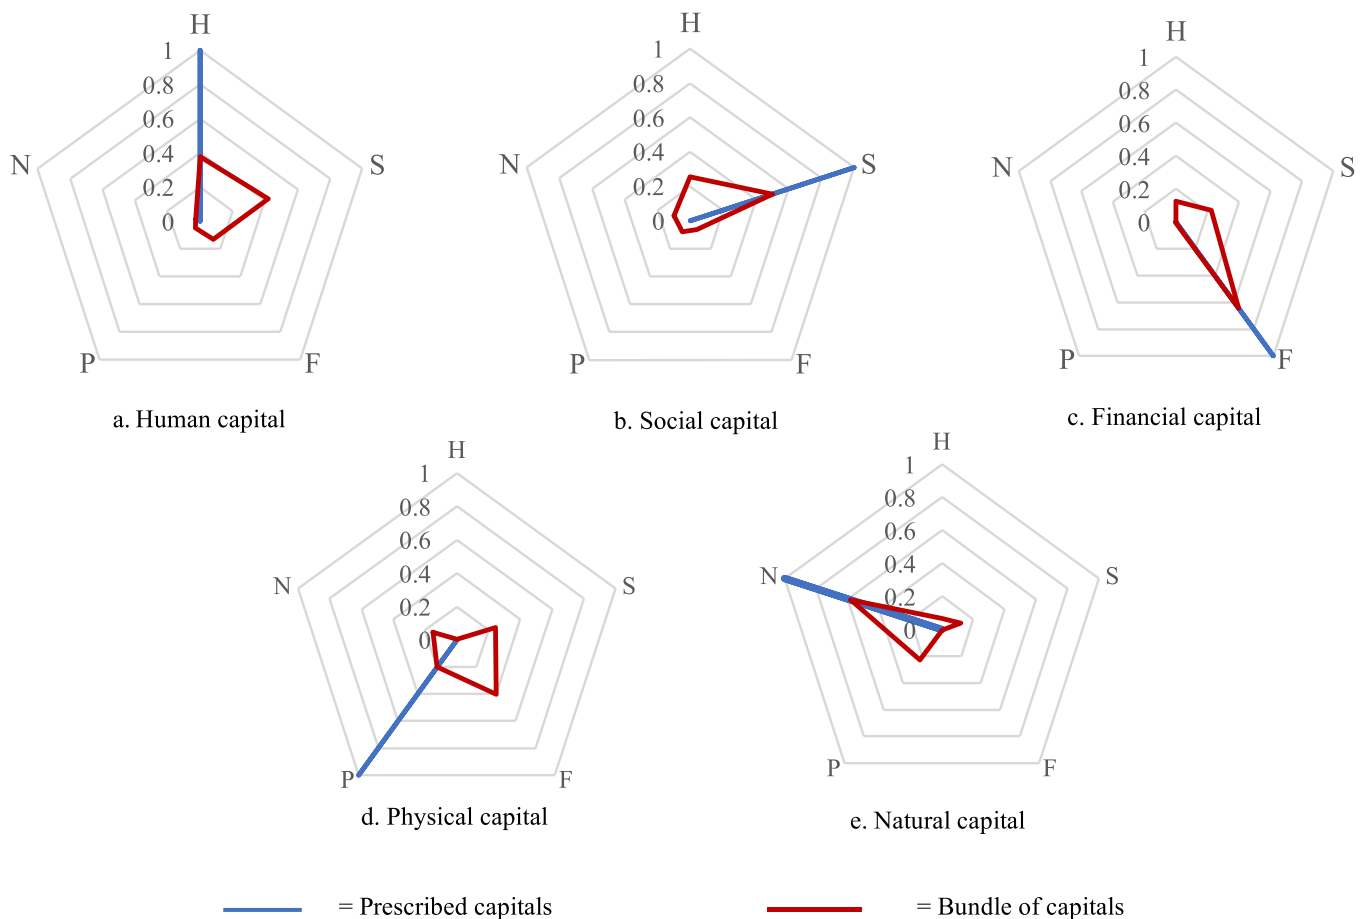 H
1
0.8
0.6
0.4
0.2
0
N
S
P
F
a. Human capital
H
1
0.8
0.6
0.4
0.2
0
N
S
P
F
b. Social capital
H
1
0.8
0.6
0.4
0.2
0
N
S
P
F
c. Financial capital
H
1
0.8
0.6
0.4
0.2
0
N
S
P
F
d. Physical capital
H
1
0.8
0.6
0.4
0.2
0
N
S
P
F
e. Natural capital
= Prescribed capitals
= Bundle of capitals